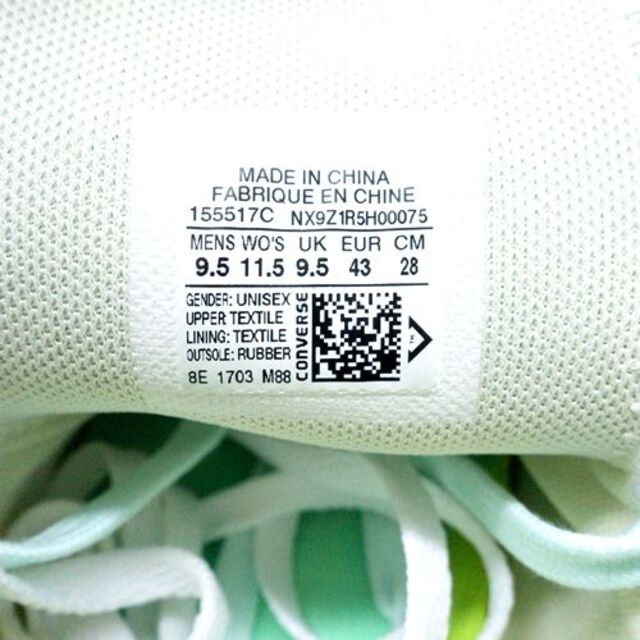 MADE IN CHINA
FABRIQUE EN CHINE
155517C NX9Z1R5H00075
MENS WO'S UK EUR CM
9.5 11.5 9.5 43 28
GENDER: UNISEX
UPPER TEXTILE
LINING: TEXTILE
OUTSOLE: RUBBER
8E 1703 M88
CONVERSE
TM